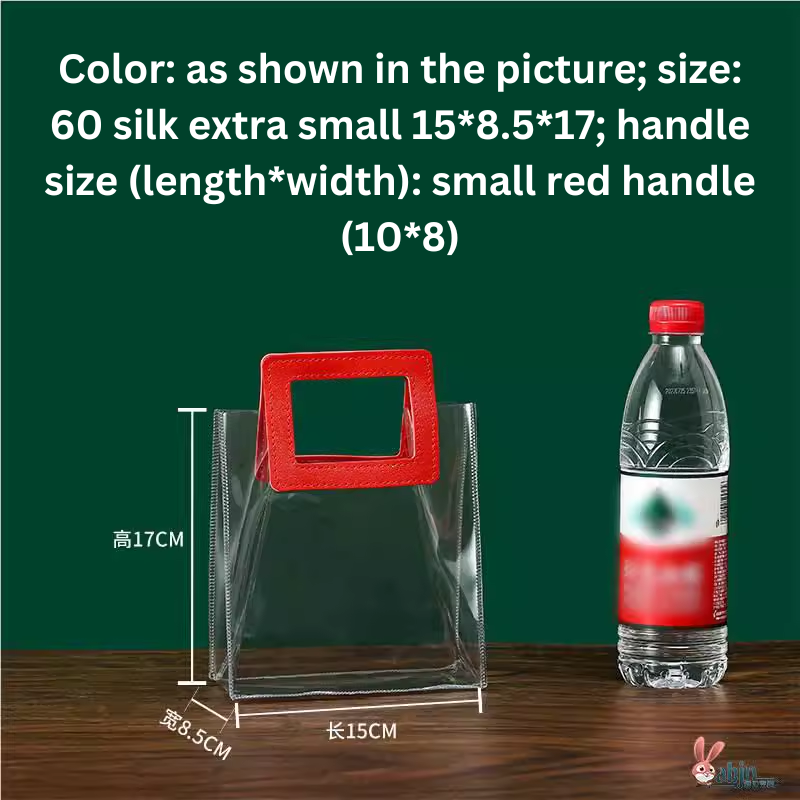 Color: as shown in the picture; size:
60 silk extra small 15*8.5*17; handle
size (length*width): small red handle
(10*8)
高17CM
宽8.5CM
长15CM